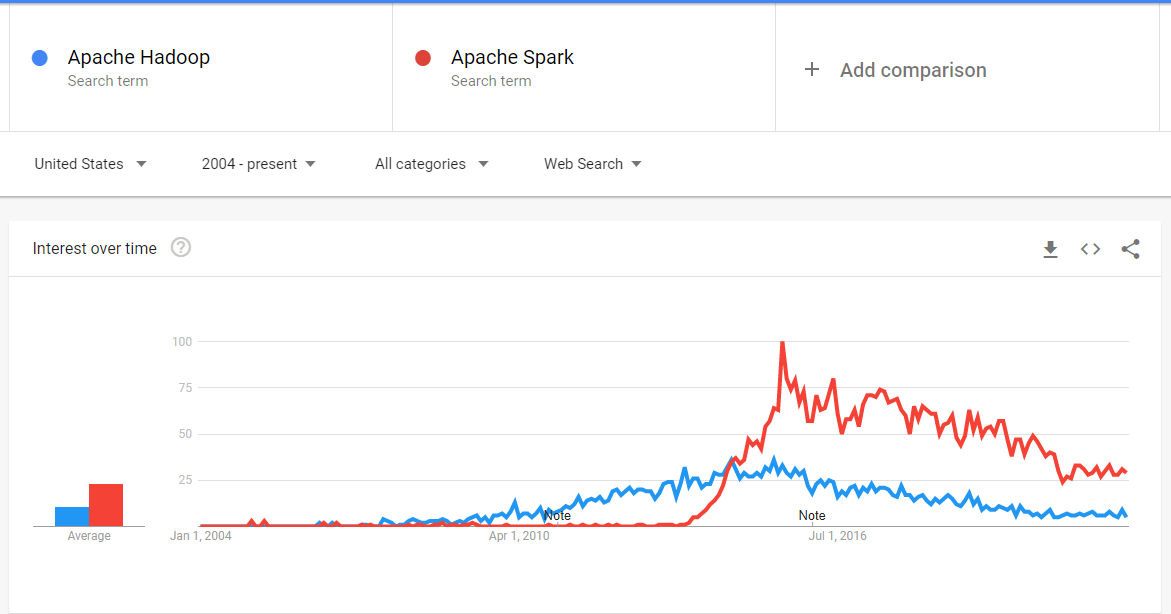 Apache Hadoop
Search term
Apache Spark
Search term
+ Add comparison
United States
2004 - present
All categories
Web Search
Interest over time
?
100
75
50
25
Note
Note
Average
Jan 1, 2004
Apr 1, 2010
Jul 1, 2016